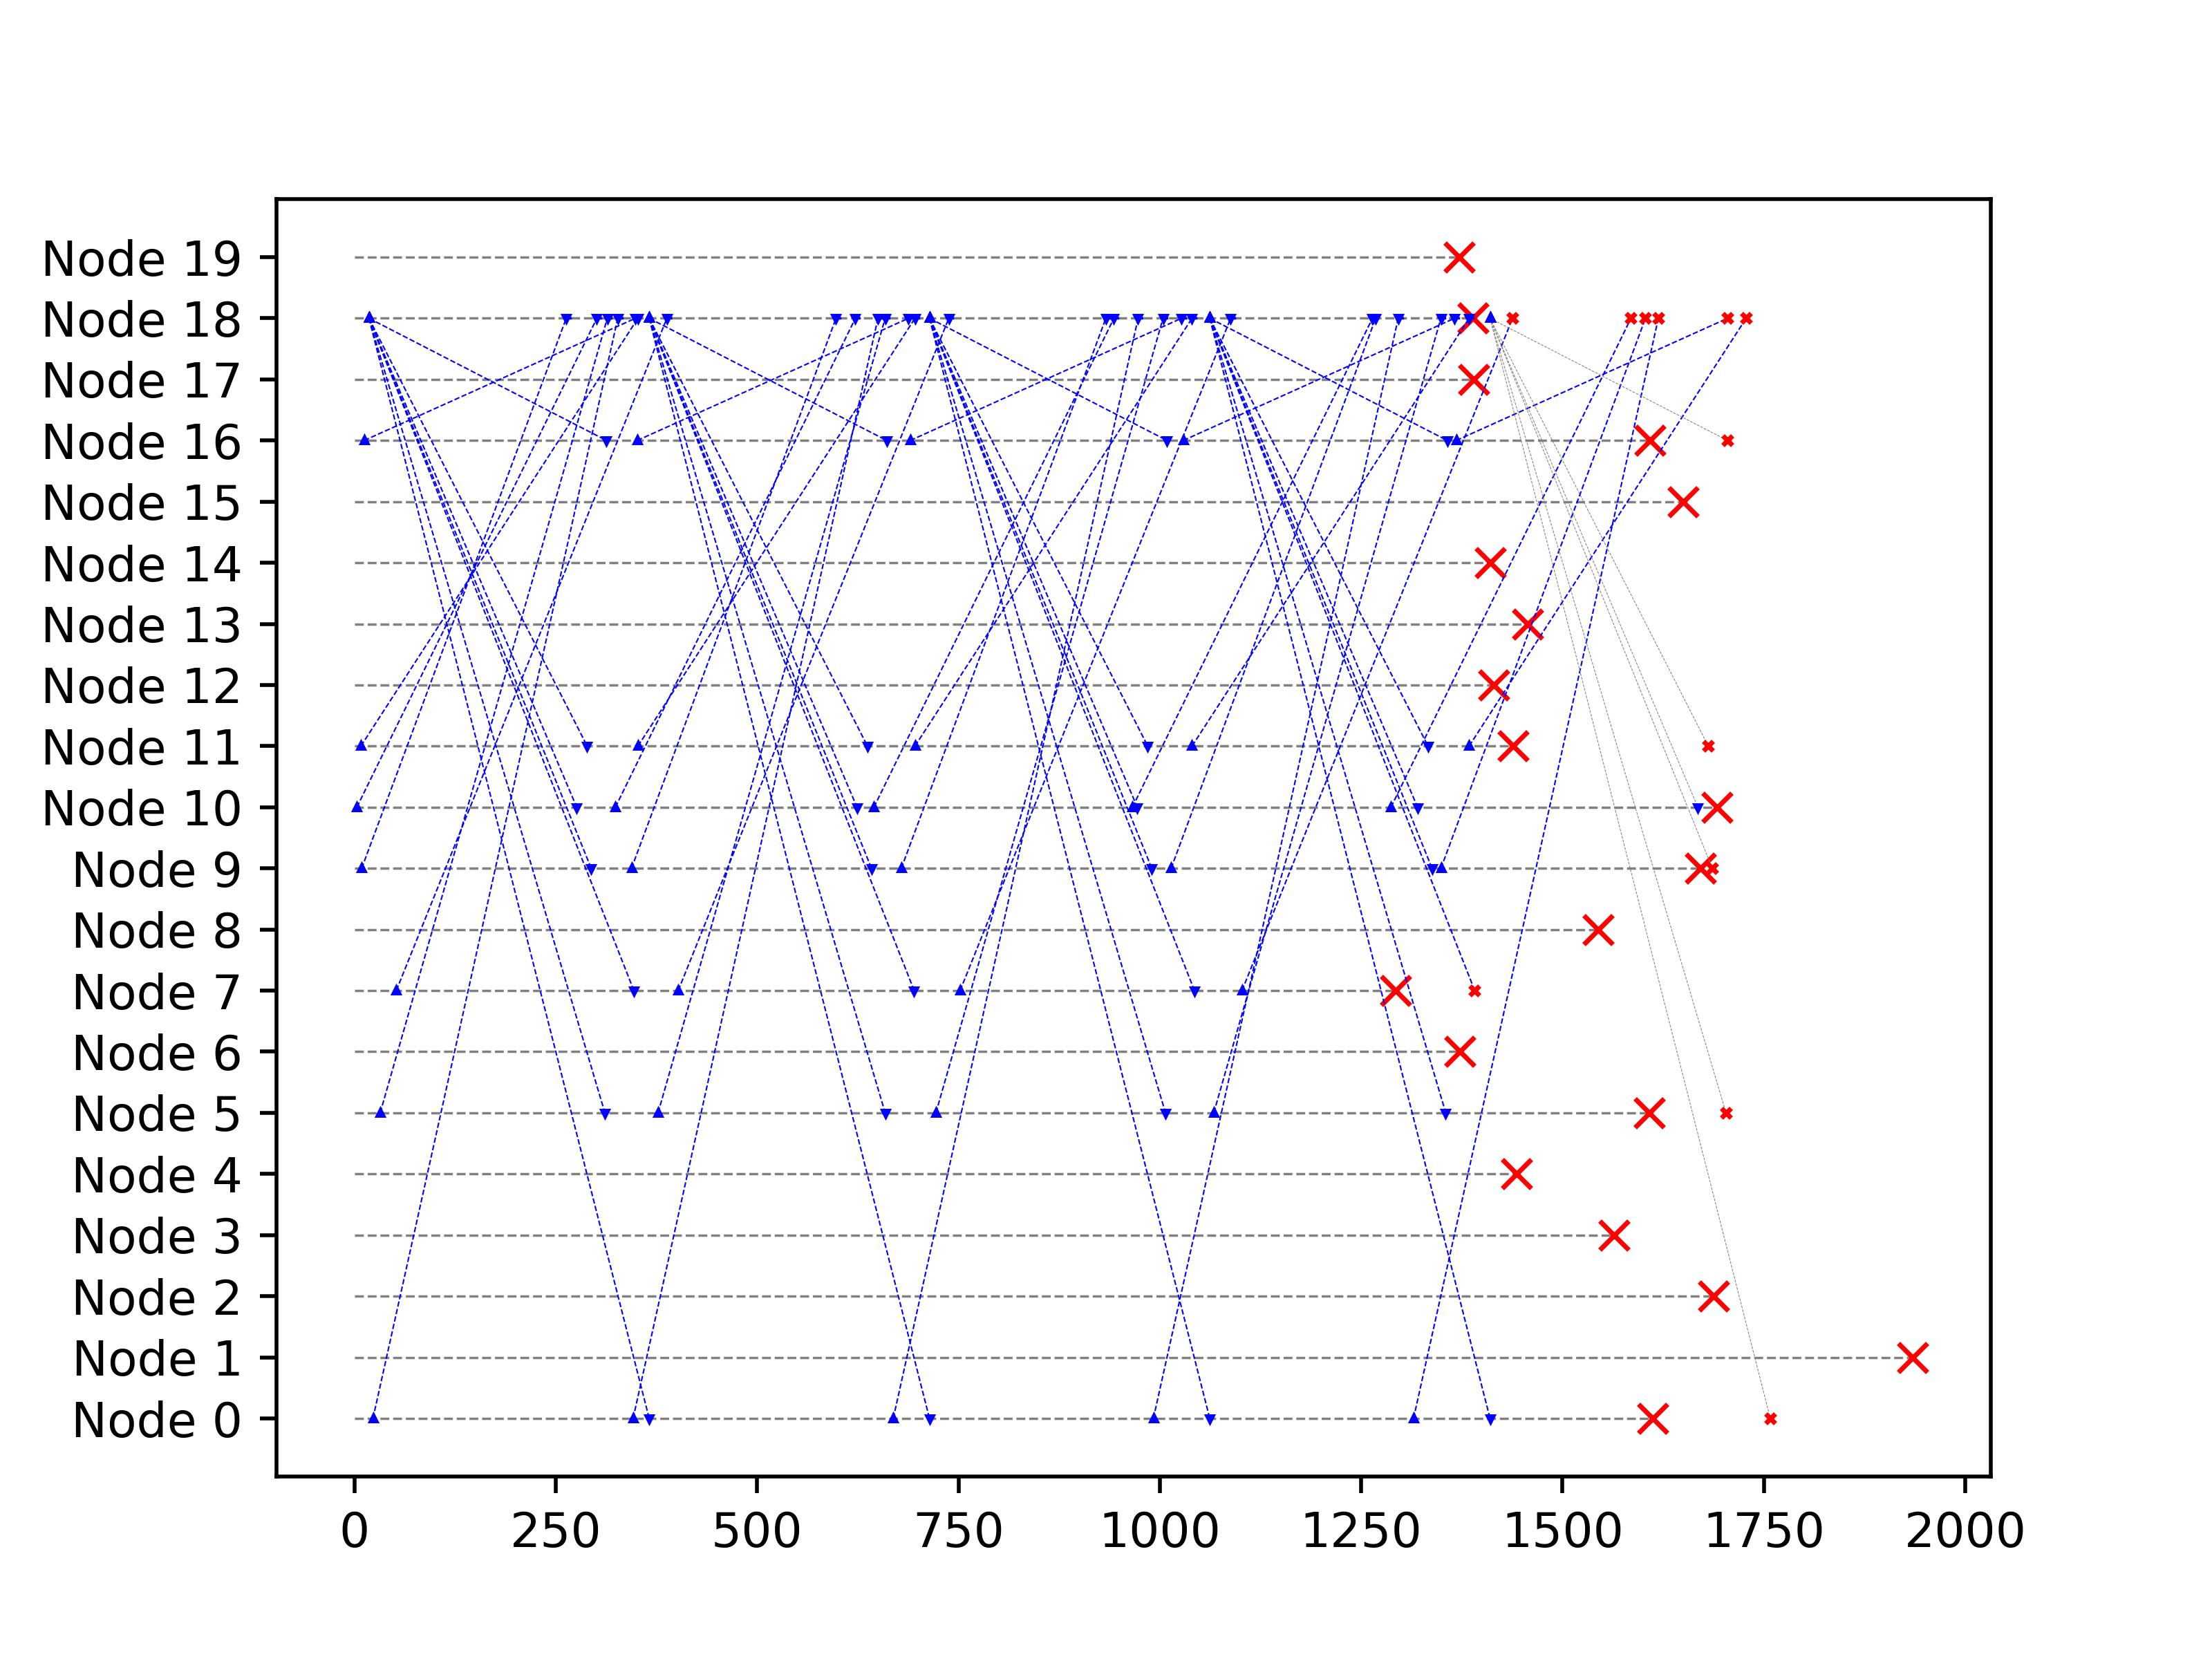 Node 19
Node 18
Node 17
Node 16
Node 15
Node 14
Node 13
Node 12
Node 11
Node 10
Node 9
Node 8
Node 7
Node 6
Node 5
Node 4
Node 3
Node 2
Node 1
Node 0
0 250 500 750 1000 1250 1500 1750 2000